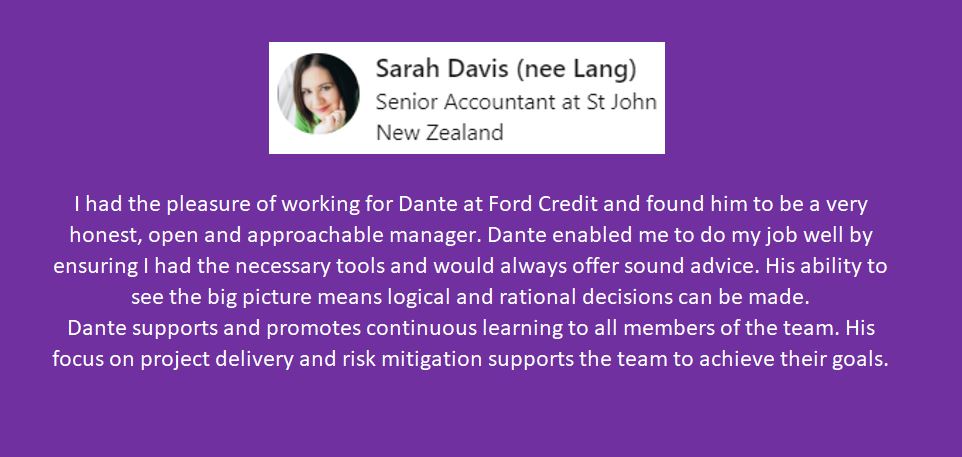 Sarah Davis (nee Lang)
Senior Accountant at St John
New Zealand
I had the pleasure of working for Dante at Ford Credit and found him to be a very
honest, open and approachable manager. Dante enabled me to do my job well by
ensuring I had the necessary tools and would always offer sound advice. His ability to
see the big picture means logical and rational decisions can be made.
Dante supports and promotes continuous learning to all members of the team. His
focus on project delivery and risk mitigation supports the team to achieve their goals.